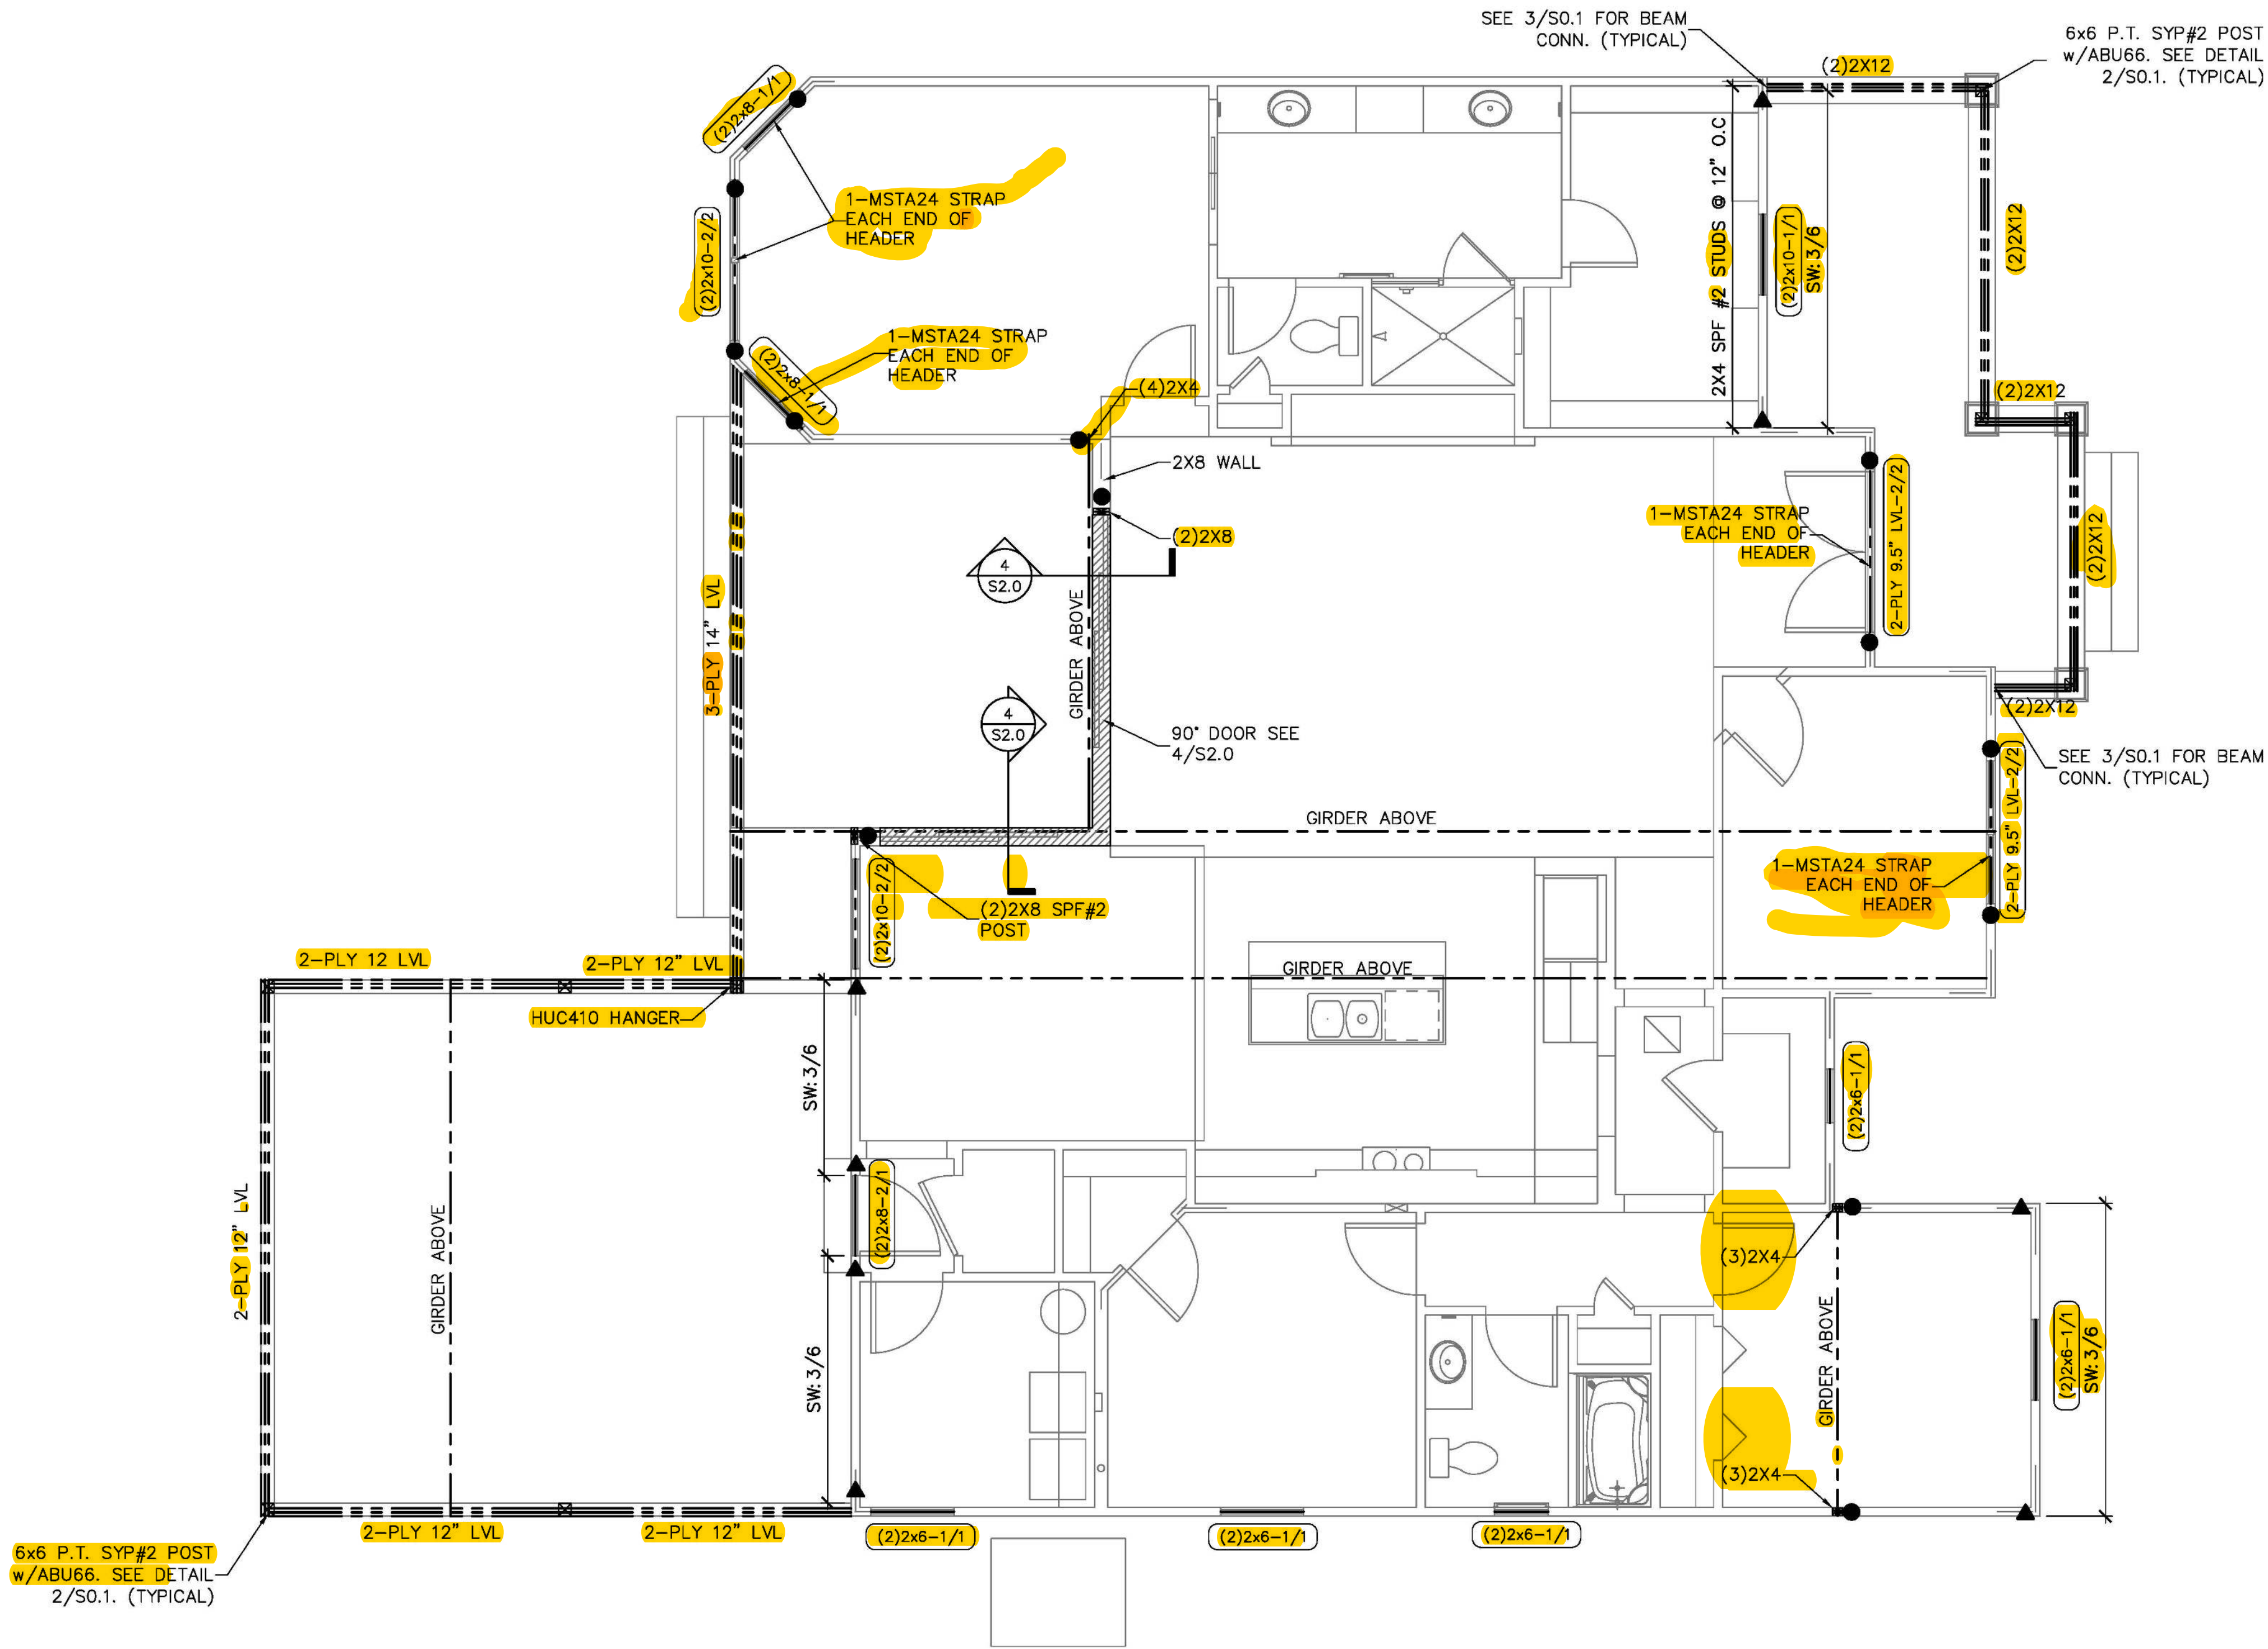 SEE 3/S0.1 FOR BEAM
CONN. (TYPICAL)
6x6 P.T. SYP#2 POST
w/ABU66. SEE DETAIL
2/S0.1. (TYPICAL)
(2)2X12
(2)2x8-1/1
1-MSTA24 STRAP
EACH END OF
HEADER
(2)2x10-2/2
2X4 SPF #2 STUDS @ 12" O.C
(2)2x10-1/1
SW: 3/6
(2)2X12
1-MSTA24 STRAP
EACH END OF
HEADER
(2)2x8-1/1
(4)2X4
(2)2X12
2X8 WALL
(2)2X8
1-MSTA24 STRAP
EACH END OF
HEADER
2-PLY 9.5" LVL-2/2
(2)2X12
4
S2.0
3-PLY 14" LVL
GIRDER ABOVE
4
S2.0
90° DOOR SEE
4/S2.0
(2)2X12
SEE 3/S0.1 FOR BEAM
CONN. (TYPICAL)
GIRDER ABOVE
2-PLY 9.5" LVL-2/2
1-MSTA24 STRAP
EACH END OF
HEADER
(2)2x10-2/2
(2)2X8 SPF#2
POST
2-PLY 12 LVL
2-PLY 12" LVL
GIRDER ABOVE
HUC410 HANGER
SW: 3/6
(2)2x6-1/1
(2)2x8-2/1
2-PLY 12" LVL
GIRDER ABOVE
(3)2X4
GIRDER ABOVE
(2)2x6-1/1
SW: 3/6
SW: 3/6
(3)2X4
2-PLY 12" LVL
2-PLY 12" LVL
(2)2x6-1/1
(2)2x6-1/1
(2)2x6-1/1
6x6 P.T. SYP#2 POST
w/ABU66. SEE DETAIL
2/S0.1. (TYPICAL)